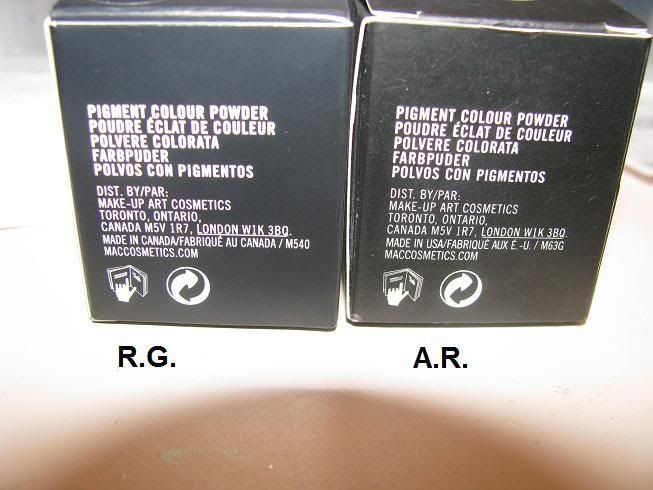 PIGMENT COLOUR POWDER
POUDRE ÉCLAT DE COULEUR
POLVERE COLORATA
FARBPUDER
POLVOS CON PIGMENTOS
DIST. BY/PAR:
MAKE-UP ART COSMETICS
TORONTO, ONTARIO,
CANADA M5V 1R7, LONDON W1K 3BQ.
MADE IN CANADA/FABRIQUÉ AU CANADA / M540
MACCOSMETICS.COM
R.G.
PIGMENT COLOUR POWDER
POUDRE ÉCLAT DE COULEUR
POLVERE COLORATA
FARBPUDER
POLVOS CON PIGMENTOS
DIST. BY/PAR:
MAKE-UP ART COSMETICS
TORONTO, ONTARIO,
CANADA M5V 1R7, LONDON W1K 3BQ.
MADE IN USA/FABRIQUÉ AUX É.-U. / M63G
MACCOSMETICS.COM
A.R.